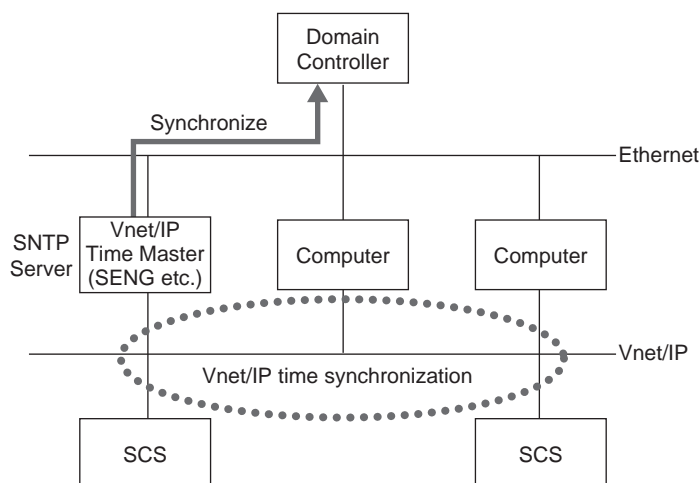 Domain
Controller
Synchronize
Ethernet
SNTP
Server
Vnet/IP
Time Master
(SENG etc.)
Computer
Computer
Vnet/IP
Vnet/IP time synchronization
SCS
SCS